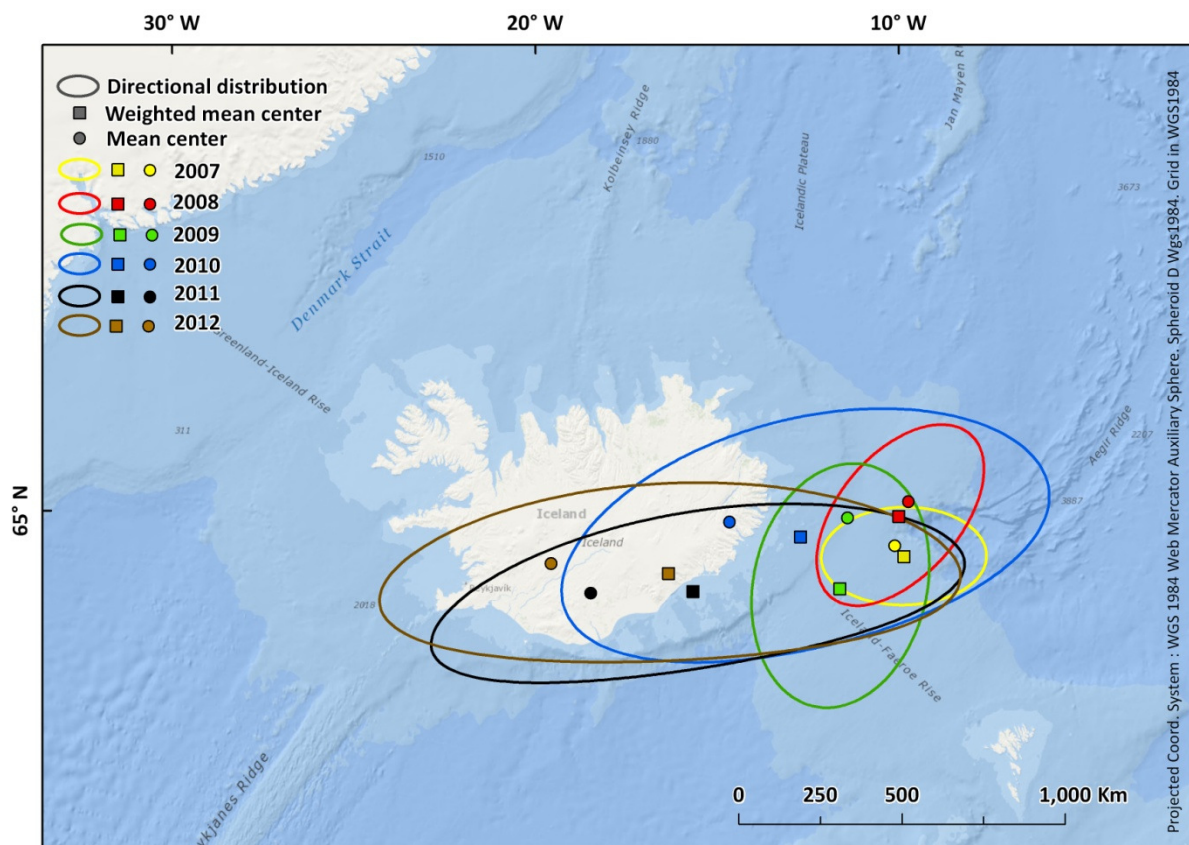 30° W
20° W
10° W
65° N
Directional distribution
Weighted mean center
Mean center
2007
2008
2009
2010
2011
2012
Denmark Strait
Greenland-Iceland Rise
Kolbeinsey Ridge
Icelandic Plateau
Jan Mayen Ri
Aegir Ridge
Iceland-Faeroe Rise
ykjanes Ridge
Iceland
Iceland
Reykjavik
1510
1880
3673
2207
3887
311
2018
0 250 500 1,000 Km
Projected Coord. System : WGS 1984 Web Mercator Auxiliary Sphere. Spheroid D Wgs1984. Grid in WGS1984